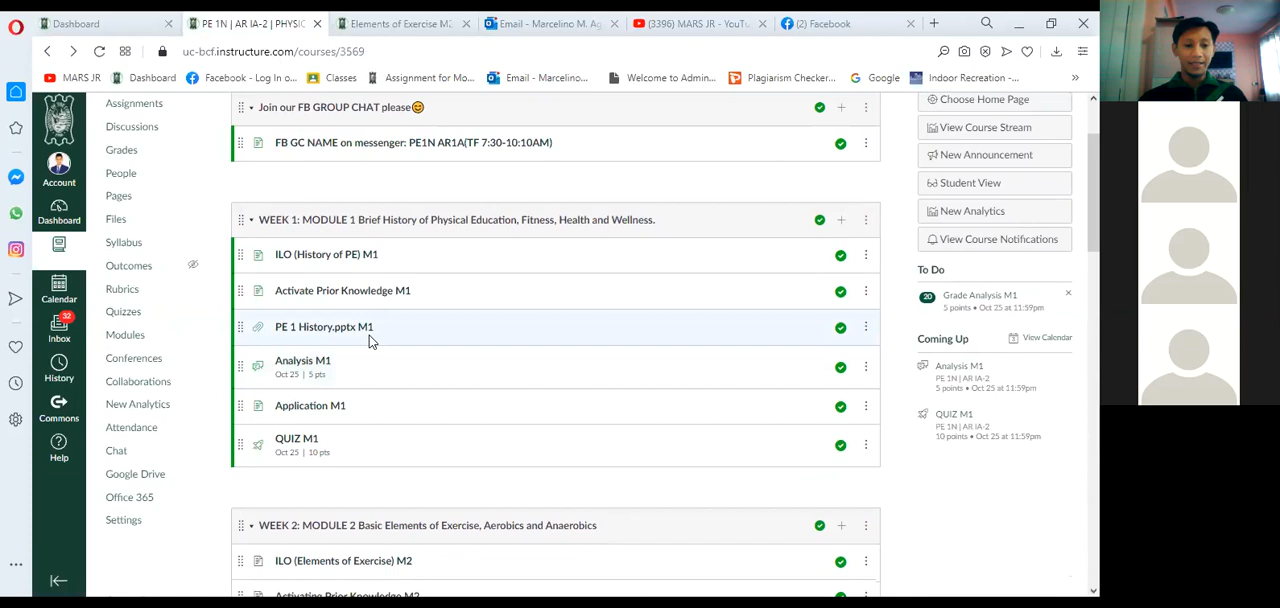 Dashboard
PE 1N | AR IA-2 | PHYSIC
Elements of Exercise M2
Email - Marcelino M. Ag
(3396) MARS JR - YouTu
(2) Facebook
uc-bcf.instructure.com/courses/3569
MARS JR
Dashboard
Facebook - Log In o...
Classes
Assignment for Mo...
Email - Marcelino...
Welcome to Admin...
Plagiarism Checker...
Google
Indoor Recreation -...
Account
Dashboard
Calendar
32
Inbox
History
Commons
Help
Assignments
Discussions
Grades
People
Pages
Files
Syllabus
Outcomes
Rubrics
Quizzes
Modules
Conferences
Collaborations
New Analytics
Attendance
Chat
Google Drive
Office 365
Settings
Join our FB GROUP CHAT please😊
FB GC NAME on messenger: PE1N AR1A(TF 7:30-10:10AM)
WEEK 1: MODULE 1 Brief History of Physical Education, Fitness, Health and Wellness.
ILO (History of PE) M1
Activate Prior Knowledge M1
PE 1 History.pptx M1
Analysis M1
Oct 25 | 5 pts
Application M1
QUIZ M1
Oct 25 | 10 pts
WEEK 2: MODULE 2 Basic Elements of Exercise, Aerobics and Anaerobics
ILO (Elements of Exercise) M2
Activating Prior Knowledge M2
Choose Home Page
View Course Stream
New Announcement
Student View
New Analytics
View Course Notifications
To Do
20
Grade Analysis M1
5 points • Oct 25 at 11:59pm
Coming Up
View Calendar
Analysis M1
PE 1N | AR IA-2
5 points • Oct 25 at 11:59pm
QUIZ M1
PE 1N | AR IA-2
10 points • Oct 25 at 11:59pm